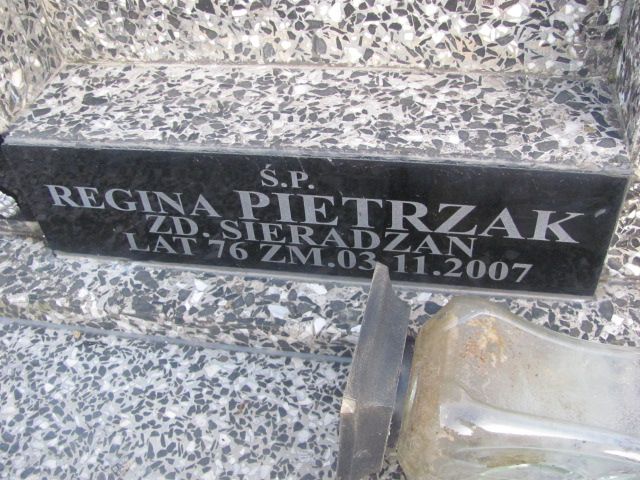 Ś.P.
REGINA PIETRZAK
ZD. SIERADZAN
LAT 76 ZM.03.11.2007